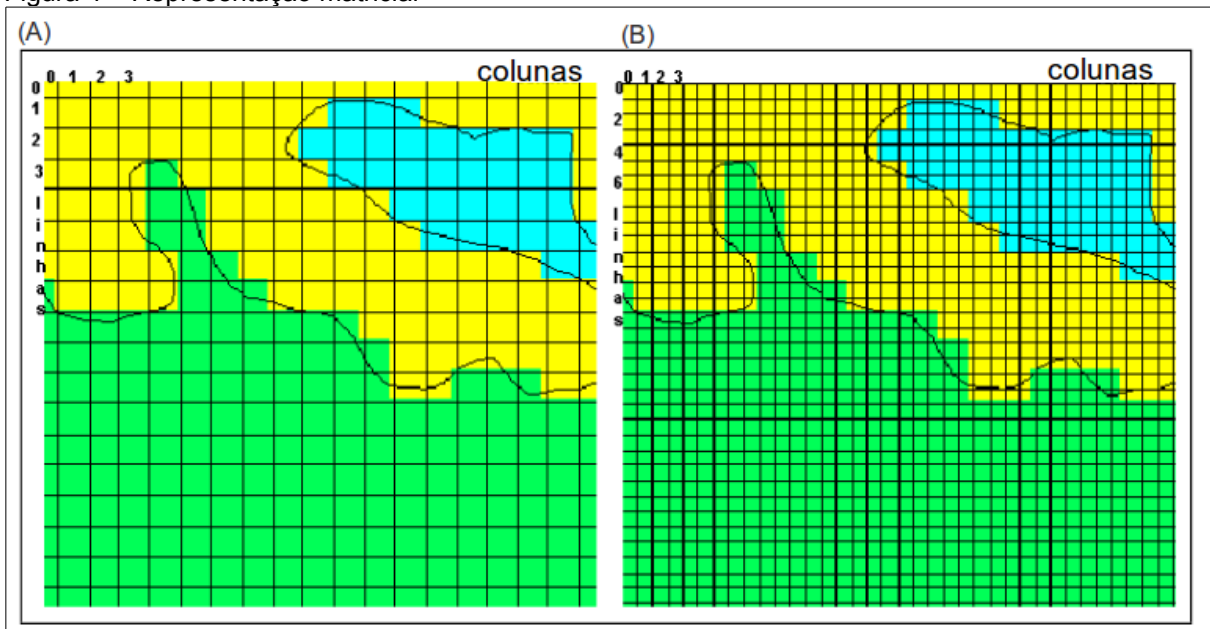 Figura 4 – Representação matricial
(A)
(B)
colunas
0 1 2 3
0
1
2
3
l
i
n
h
a
s
colunas
0 1 2 3
0
2
4
6
l
i
n
h
a
s